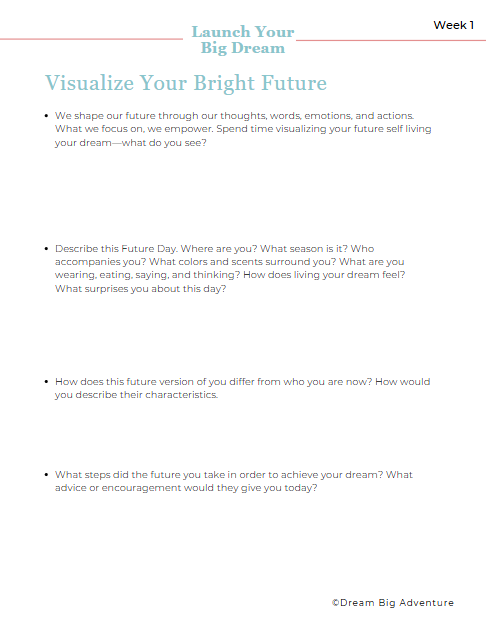 Week 1
Launch Your
Big Dream
Visualize Your Bright Future
• We shape our future through our thoughts, words, emotions, and actions.
What we focus on, we empower. Spend time visualizing your future self living
your dream—what do you see?
• Describe this Future Day. Where are you? What season is it? Who
accompanies you? What colors and scents surround you? What are you
wearing, eating, saying, and thinking? How does living your dream feel?
What surprises you about this day?
• How does this future version of you differ from who you are now? How would
you describe their characteristics.
• What steps did the future you take in order to achieve your dream? What
advice or encouragement would they give you today?
©Dream Big Adventure